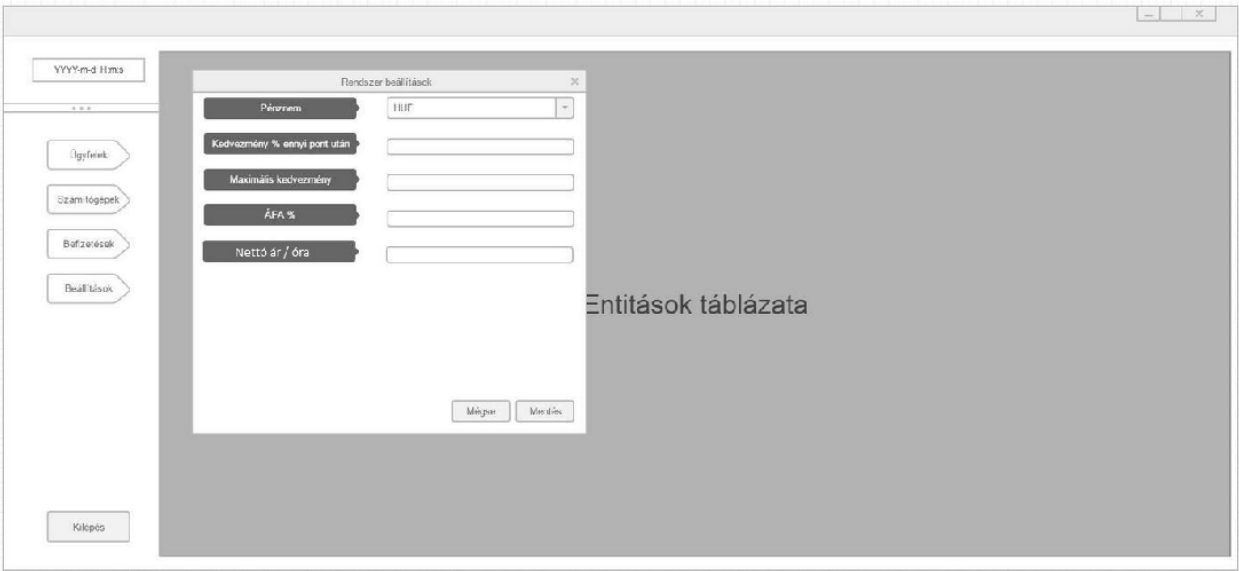 YYYY-m-d H:m:s
Ügyfelek
Számítógépek
Befizetések
Beállítások
Kilépés
Rendszer beállítások
Pénznem
HUF
Kedvezmény % ennyi pont után
Maximális kedvezmény
ÁFA %
Nettó ár / óra
Mégse
Mentés
Entitások táblázata